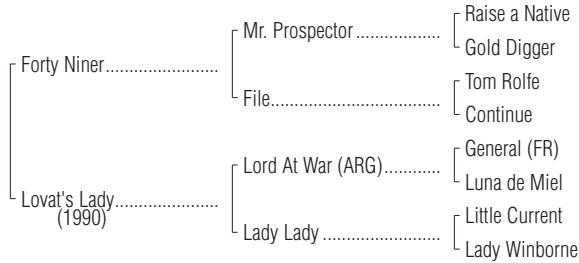 Raise a Native
Mr. Prospector ..................
Gold Digger
Forty Niner........................
Tom Rolfe
File....................................
Continue
General (FR)
Lord At War (ARG)............
Luna de Miel
Lovat's Lady......................
(1990)
Little Current
Lady Lady .........................
Lady Winborne